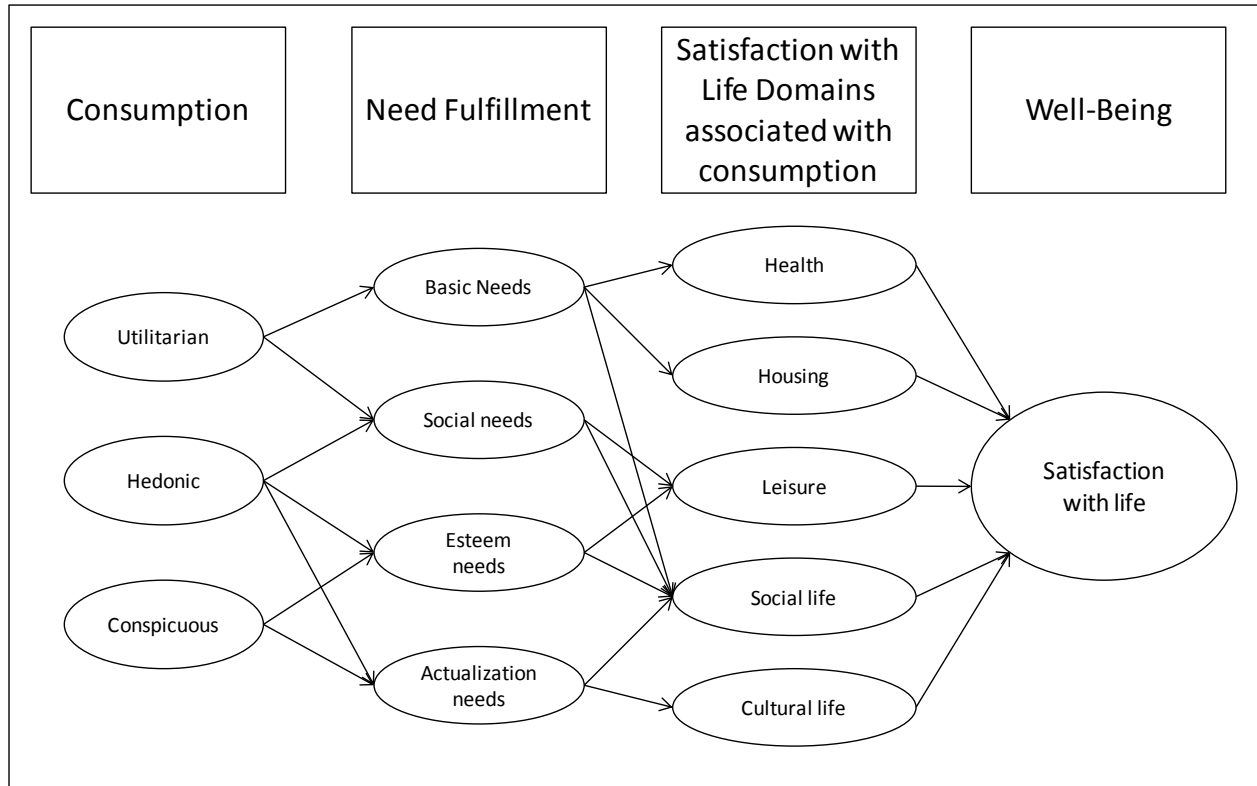 Consumption
Need Fulfillment
Satisfaction with
Life Domains
associated with
consumption
Well-Being
Utilitarian
Hedonic
Conspicuous
Basic Needs
Social needs
Esteem
needs
Actualization
needs
Health
Housing
Leisure
Social life
Cultural life
Satisfaction
with life